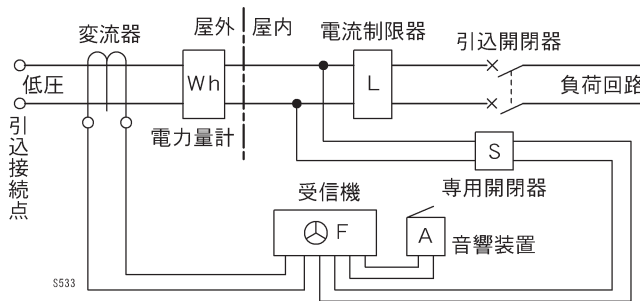 変流器
屋外
屋内
電流制限器
引込開閉器
低圧
Wh
L
負荷回路
電力量計
引込接続点
S
専用開閉器
受信機
F
A
音響装置
S533